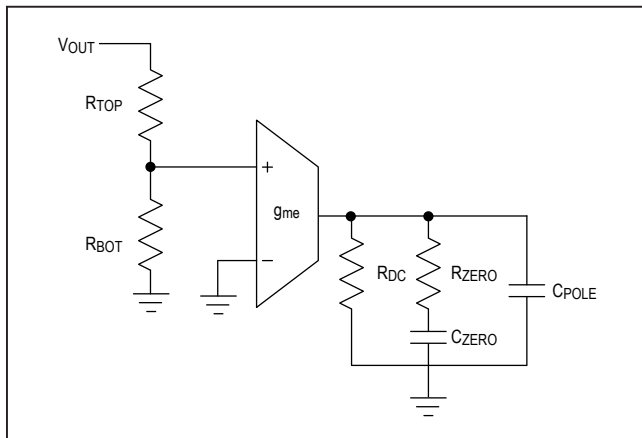 VOUT
RTOP
+
gme
RBOT
−
RDC
RZERO
CPOLE
CZERO